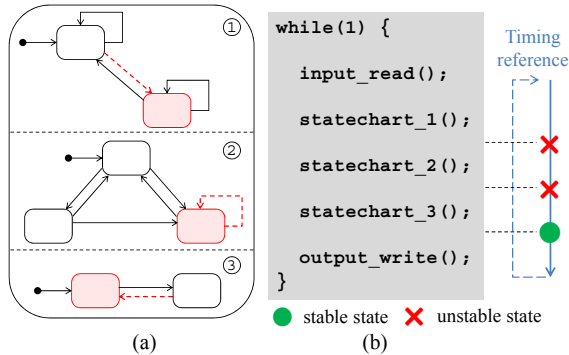 ①
②
③
(a)
while(1) {
input_read();
statechart_1();
statechart_2();
statechart_3();
output_write();
}
Timing
reference
stable state
unstable state
(b)